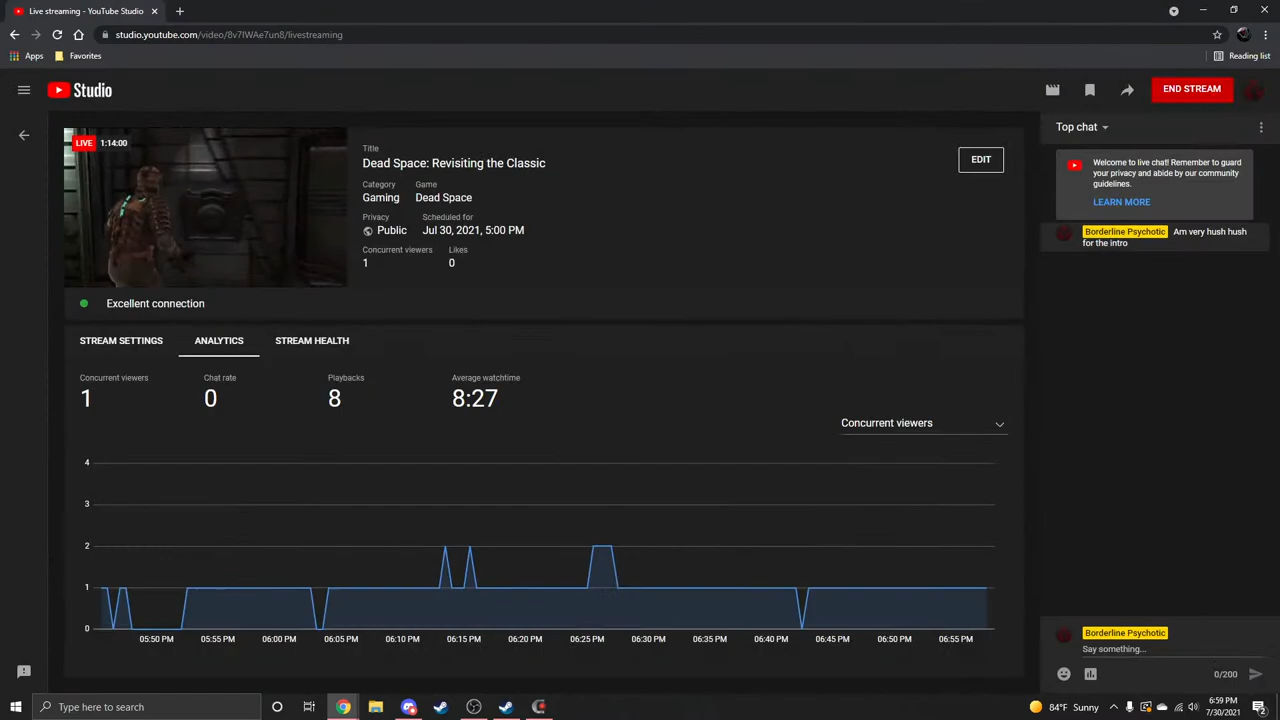 Live streaming - YouTube Studio
studio.youtube.com/video/8v7IWAe7un8/livestreaming
Apps
Favorites
Reading list
Studio
END STREAM
LIVE 1:14:00
Title
Dead Space: Revisiting the Classic
Category Game
Gaming Dead Space
Privacy Scheduled for
Public Jul 30, 2021, 5:00 PM
Concurrent viewers Likes
1 0
EDIT
Excellent connection
STREAM SETTINGS ANALYTICS STREAM HEALTH
Concurrent viewers Chat rate Playbacks Average watchtime
1 0 8 8:27
Concurrent viewers
4
3
2
1
0
05:50 PM 05:55 PM 06:00 PM 06:05 PM 06:10 PM 06:15 PM 06:20 PM 06:25 PM 06:30 PM 06:35 PM 06:40 PM 06:45 PM 06:50 PM 06:55 PM
Top chat
Welcome to live chat! Remember to guard
your privacy and abide by our community
guidelines.
LEARN MORE
Borderline Psychotic Am very hush hush
for the intro
Borderline Psychotic
Say something...
0/200
Type here to search
84°F Sunny
6:59 PM
7/30/2021
2